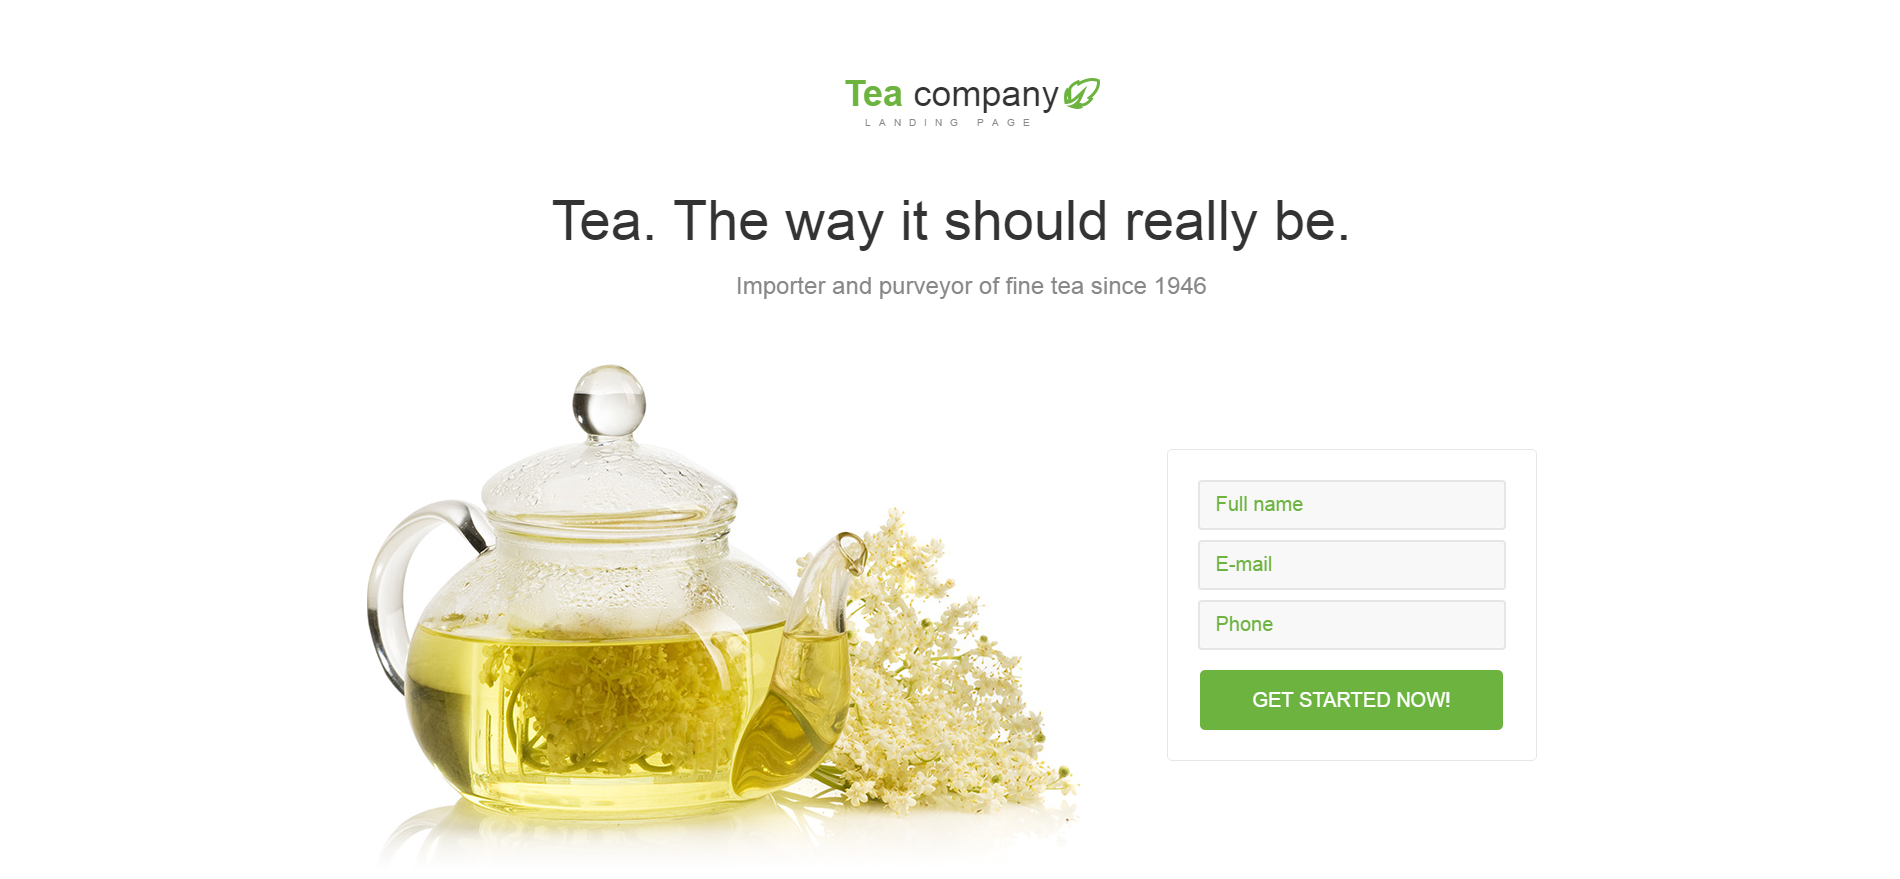 Tea company
LANDING PAGE
Tea. The way it should really be.
Importer and purveyor of fine tea since 1946
Full name
E-mail
Phone
GET STARTED NOW!